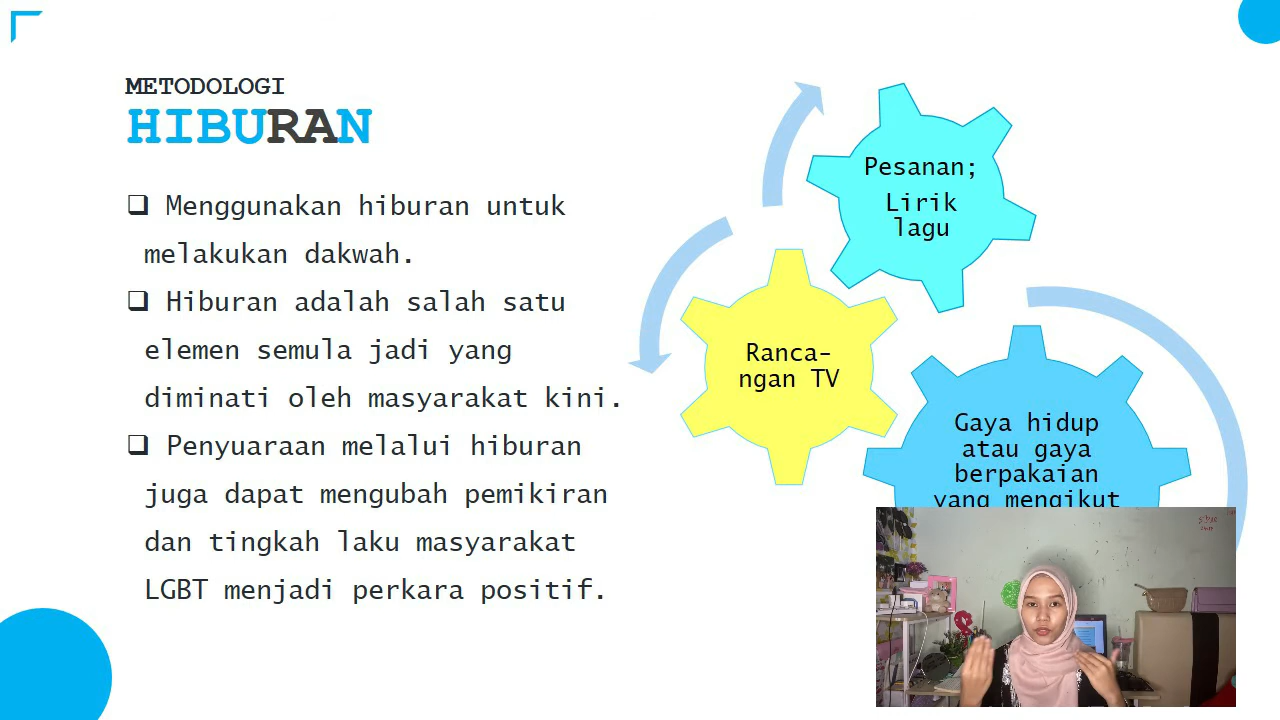 METODOLOGI
HIBURAN
❑ Menggunakan hiburan untuk
melakukan dakwah.
❑ Hiburan adalah salah satu
elemen semula jadi yang
diminati oleh masyarakat kini.
❑ Penyuaraan melalui hiburan
juga dapat mengubah pemikiran
dan tingkah laku masyarakat
LGBT menjadi perkara positif.
Pesanan;
Lirik
lagu
Ranca-
ngan TV
Gaya hidup
atau gaya
berpakaian
yang mengikut